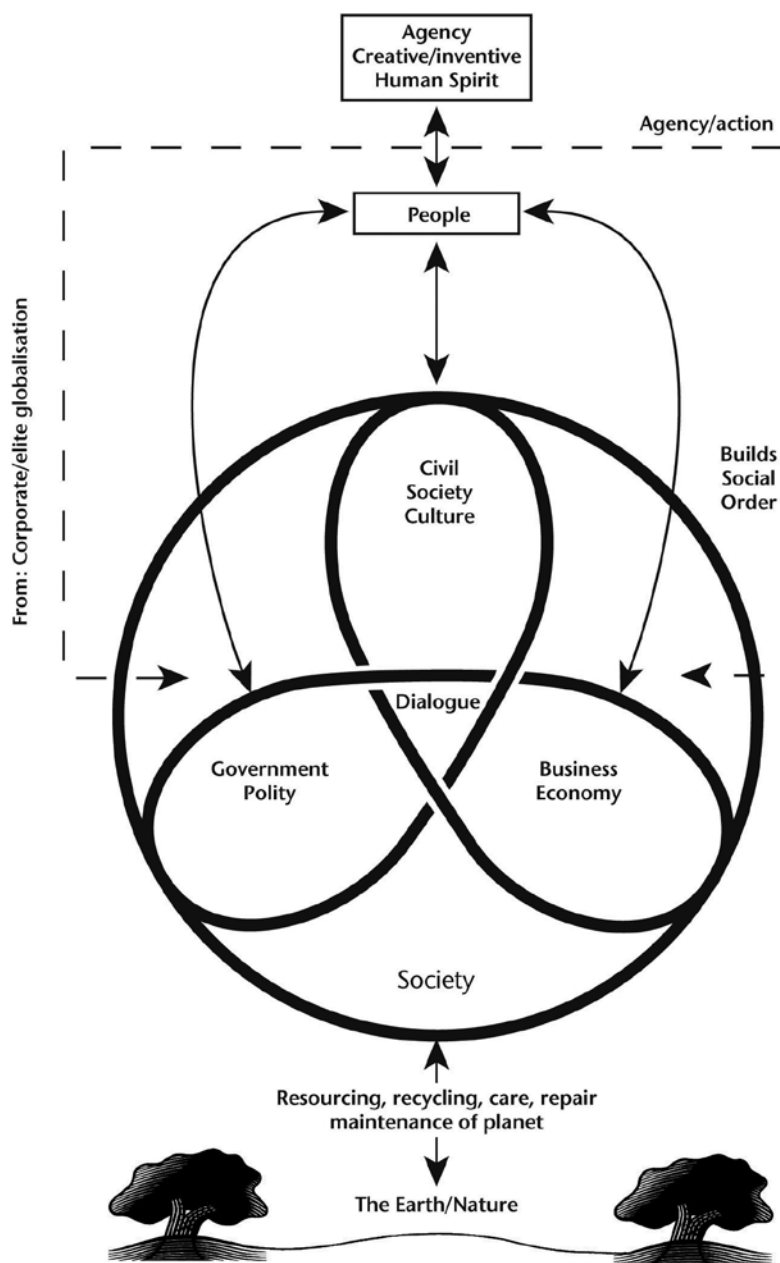 Agency
Creative/inventive
Human Spirit
Agency/action
People
From: Corporate/elite globalisation
Civil
Society
Culture
Builds
Social
Order
Dialogue
Government
Polity
Business
Economy
Society
Resourcing, recycling, care, repair
maintenance of planet
The Earth/Nature